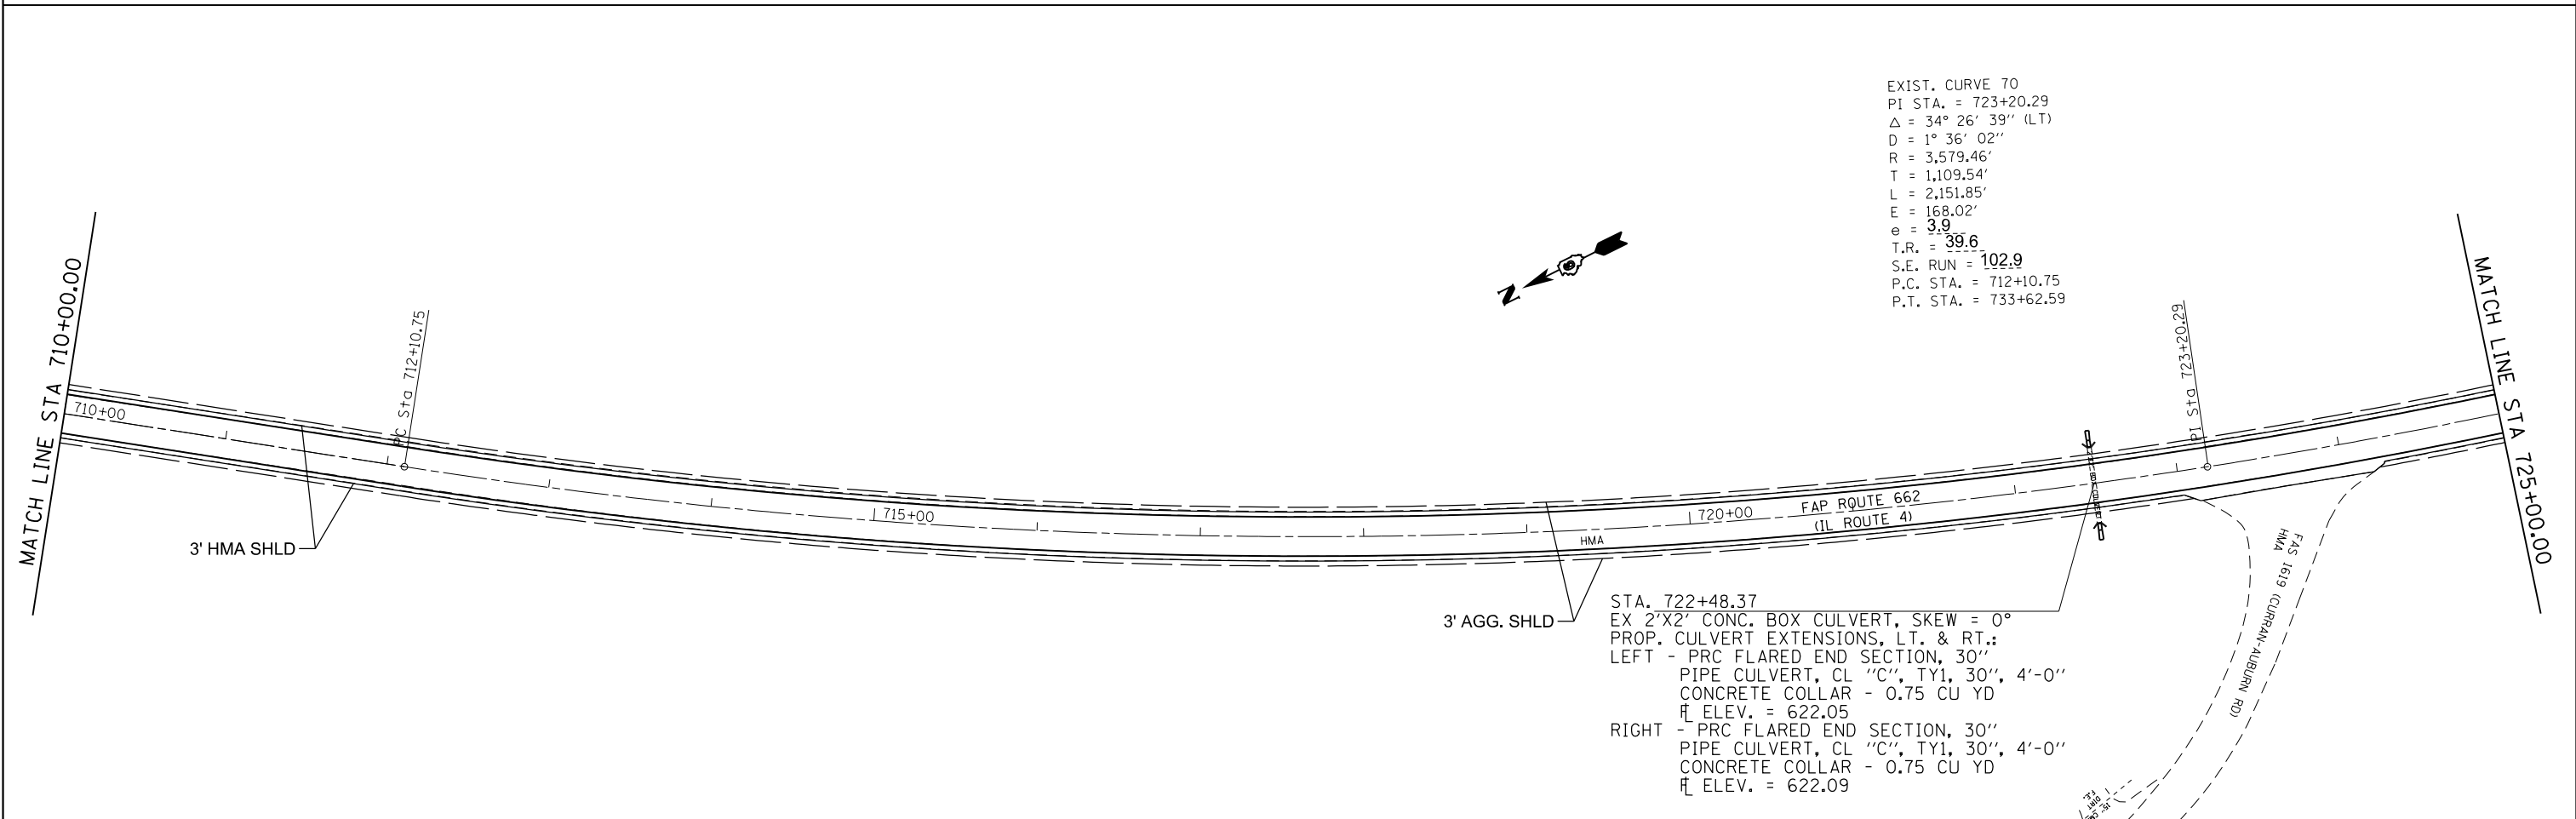 EXIST. CURVE 70
PI STA. = 723+20.29
Δ = 34° 26' 39" (LT)
D = 1° 36' 02"
R = 3,579.46'
T = 1,109.54'
L = 2,151.85'
E = 168.02'
e = 3.9
T.R. = 39.6
S.E. RUN = 102.9
P.C. STA. = 712+10.75
P.T. STA. = 733+62.59
N
MATCH LINE STA 710+00.00
710+00
PC Sta 712+10.75
3' HMA SHLD
715+00
HMA
3' AGG. SHLD
720+00
FAP ROUTE 662
(IL ROUTE 4)
PI Sta 723+20.29
MATCH LINE STA 725+00.00
FAS 1619 (CURRAN-AUBURN RD)
HMA
STA. 722+48.37
EX 2'X2' CONC. BOX CULVERT, SKEW = 0°
PROP. CULVERT EXTENSIONS, LT. & RT.:
LEFT - PRC FLARED END SECTION, 30"
PIPE CULVERT, CL "C", TY1, 30", 4'-0"
CONCRETE COLLAR - 0.75 CU YD
FL ELEV. = 622.05
RIGHT - PRC FLARED END SECTION, 30"
PIPE CULVERT, CL "C", TY1, 30", 4'-0"
CONCRETE COLLAR - 0.75 CU YD
FL ELEV. = 622.09
DIRT
F.E.